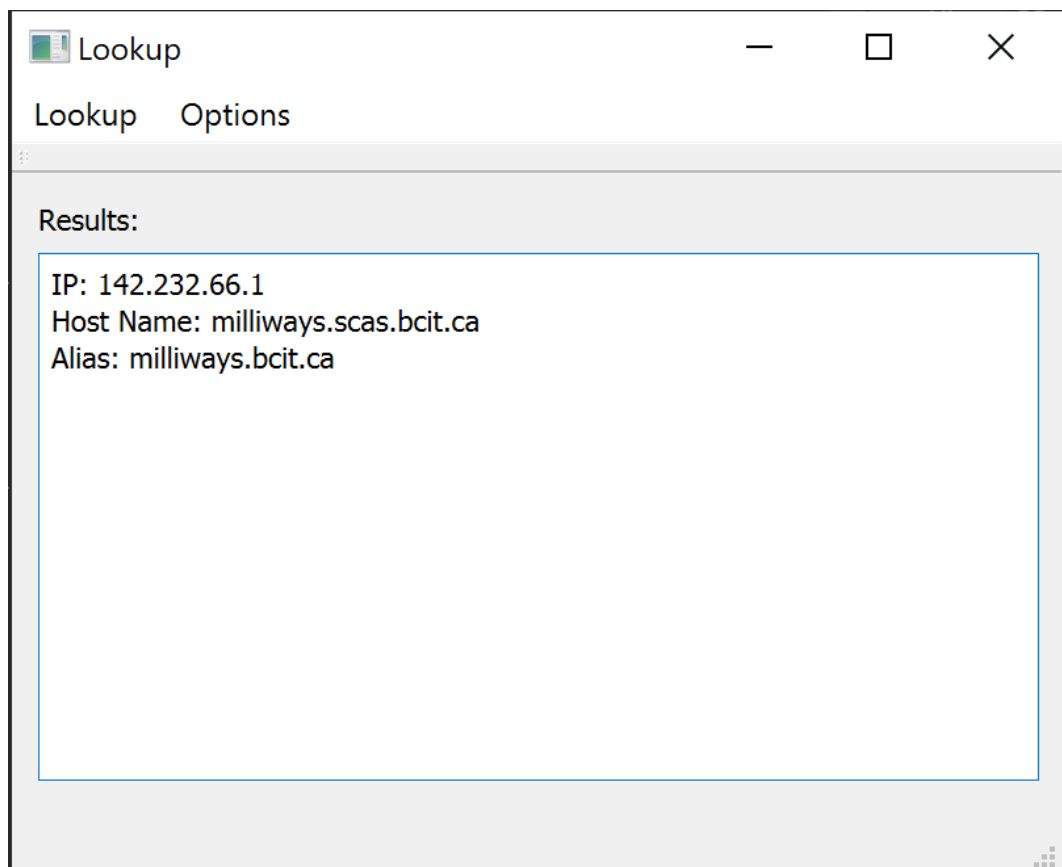 Lookup
Lookup Options
Results:
IP: 142.232.66.1
Host Name: milliways.scas.bcit.ca
Alias: milliways.bcit.ca